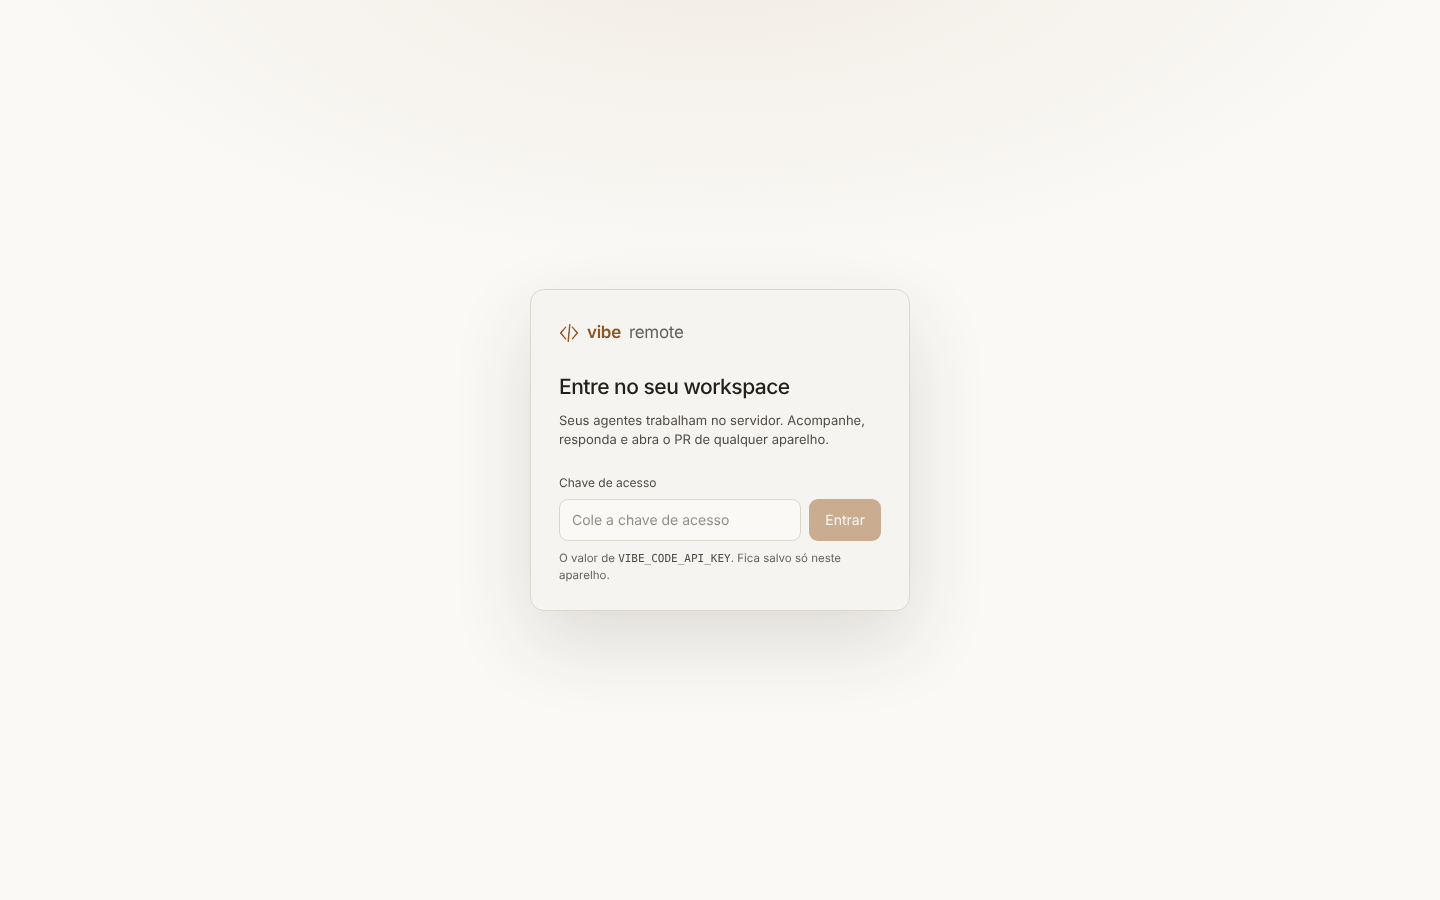 vibe remote
Entre no seu workspace
Seus agentes trabalham no servidor. Acompanhe,
responda e abra o PR de qualquer aparelho.
Chave de acesso
Cole a chave de acesso
Entrar
O valor de VIBE_CODE_API_KEY. Fica salvo só neste
aparelho.